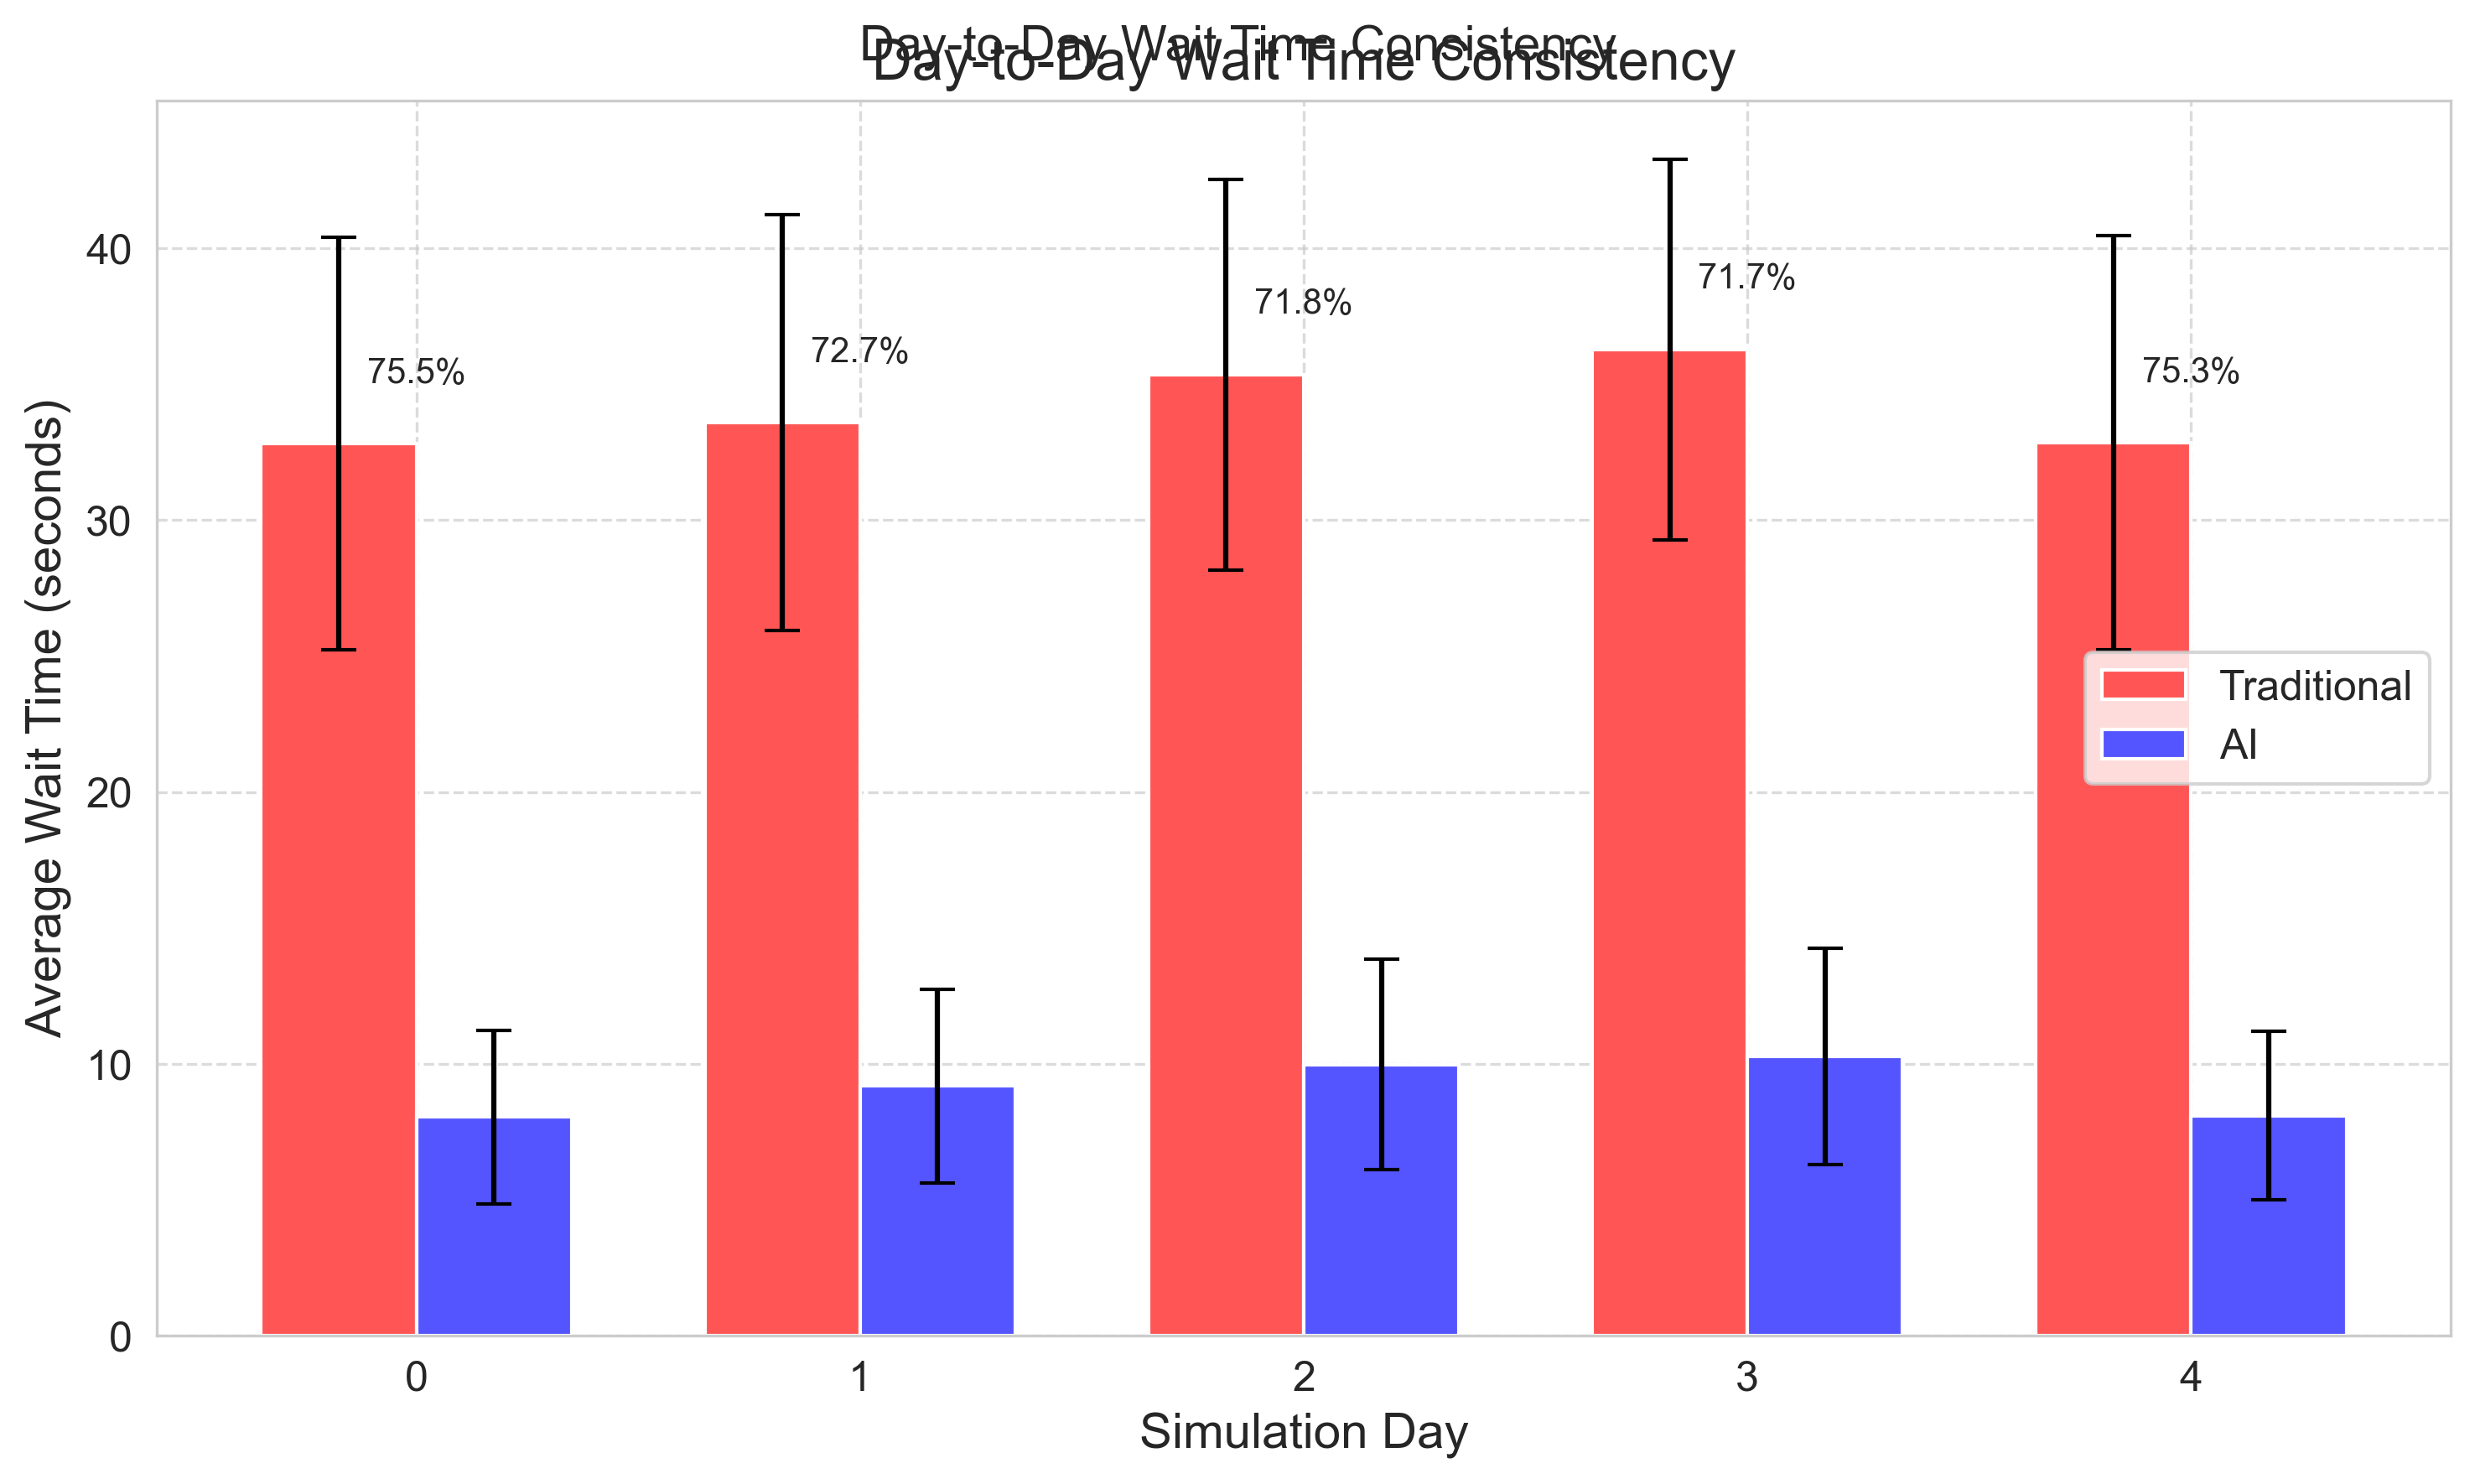 Day-to-Day Wait Time Consistency
Day-to-Day Wait Time Consistency
Average Wait Time (seconds)
40
30
20
10
0
75.5%
72.7%
71.8%
71.7%
75.3%
Traditional
AI
0 1 2 3 4
Simulation Day